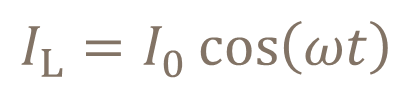 I_L = I_0 cos(ωt)